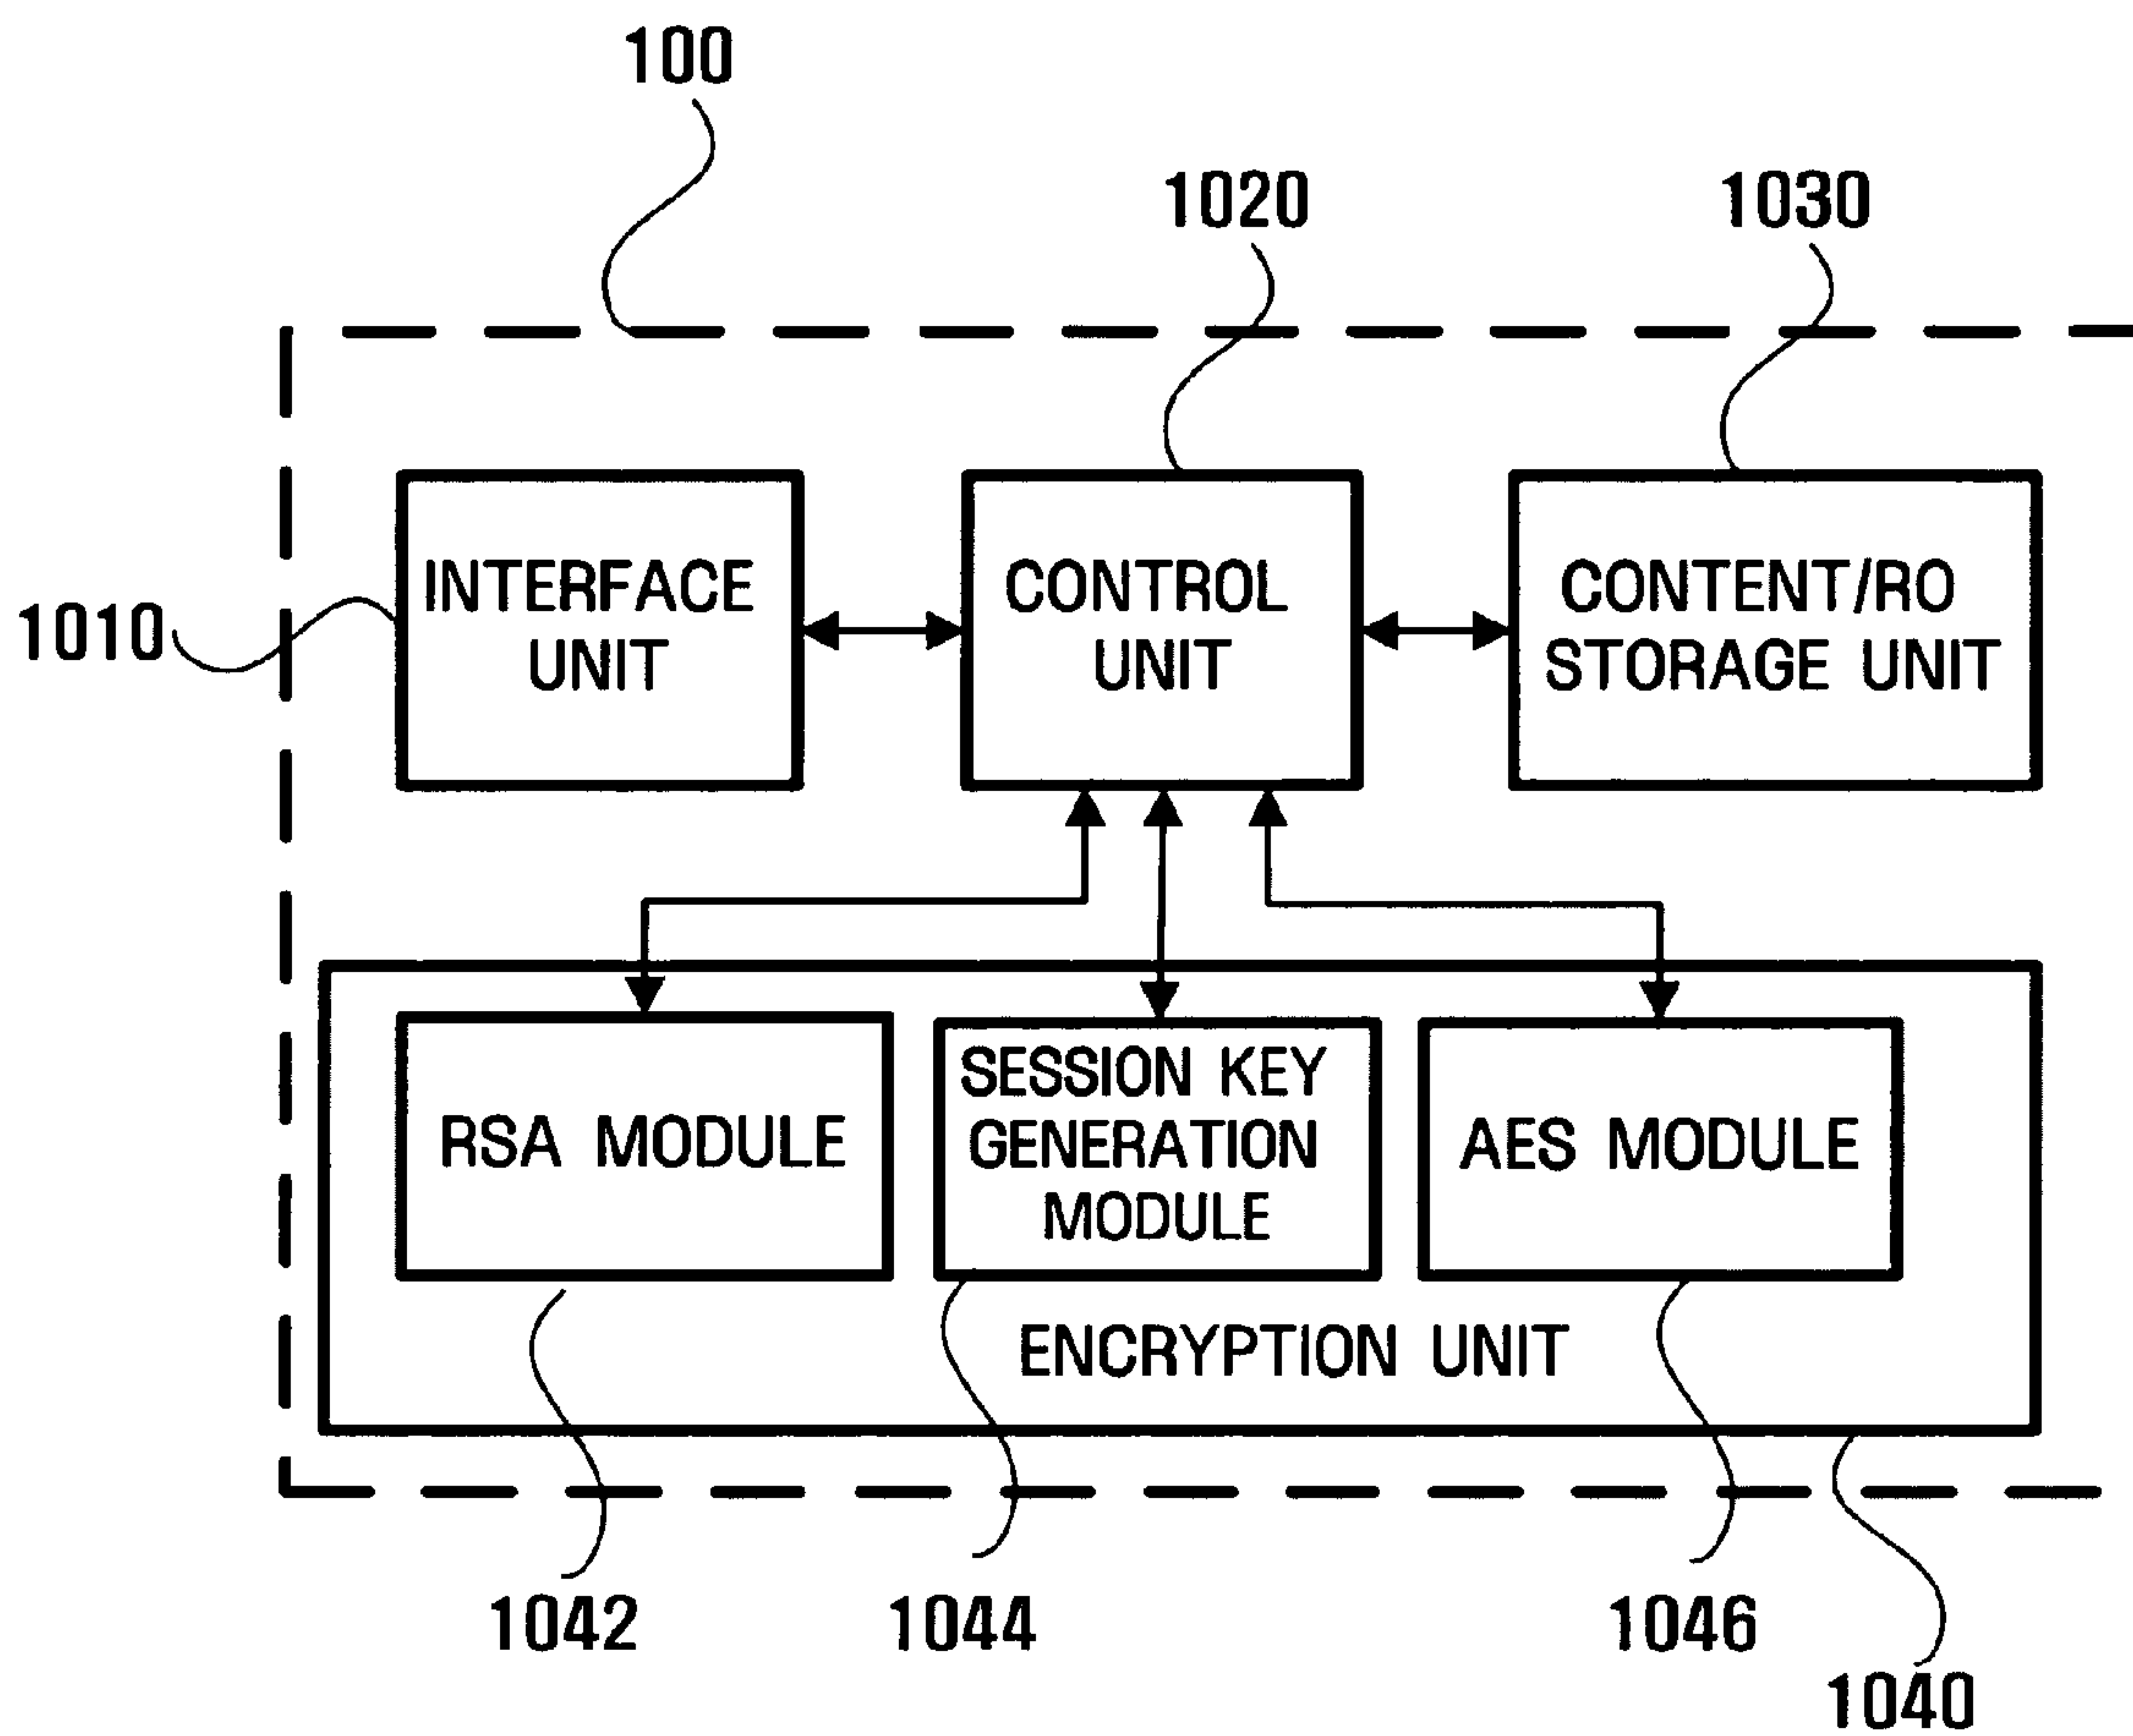 100
1020
1030
1010
INTERFACE
UNIT
CONTROL
UNIT
CONTENT/RO
STORAGE UNIT
RSA MODULE
SESSION KEY
GENERATION
MODULE
AES MODULE
ENCRYPTION UNIT
1042
1044
1046
1040